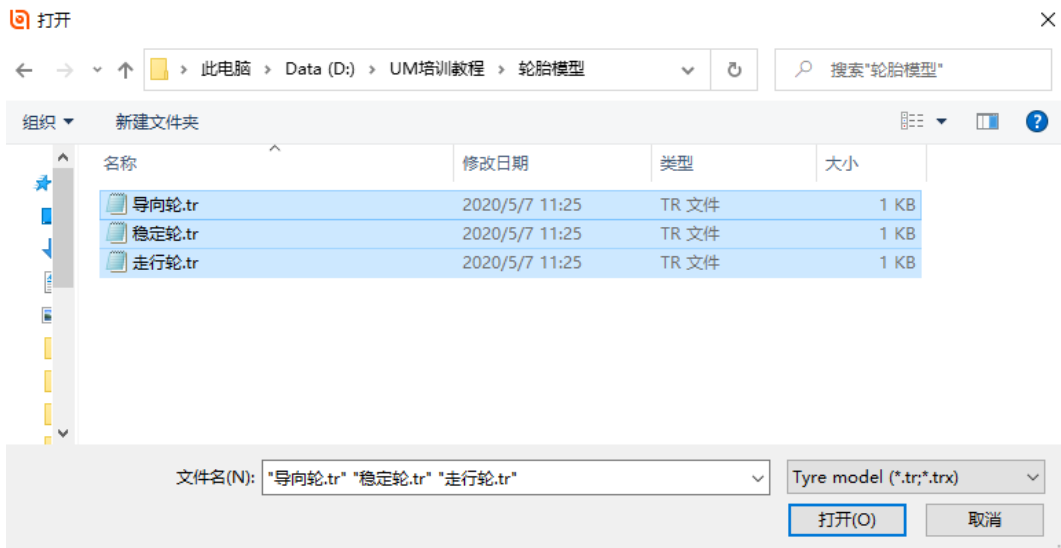 打开
此电脑 › Data (D:) › UM培训教程 › 轮胎模型
搜索"轮胎模型"
组织 新建文件夹
名称 修改日期 类型 大小
导向轮.tr 2020/5/7 11:25 TR 文件 1 KB
稳定轮.tr 2020/5/7 11:25 TR 文件 1 KB
走行轮.tr 2020/5/7 11:25 TR 文件 1 KB
文件名(N): "导向轮.tr" "稳定轮.tr" "走行轮.tr"
Tyre model (*.tr;*.trx)
打开(O) 取消